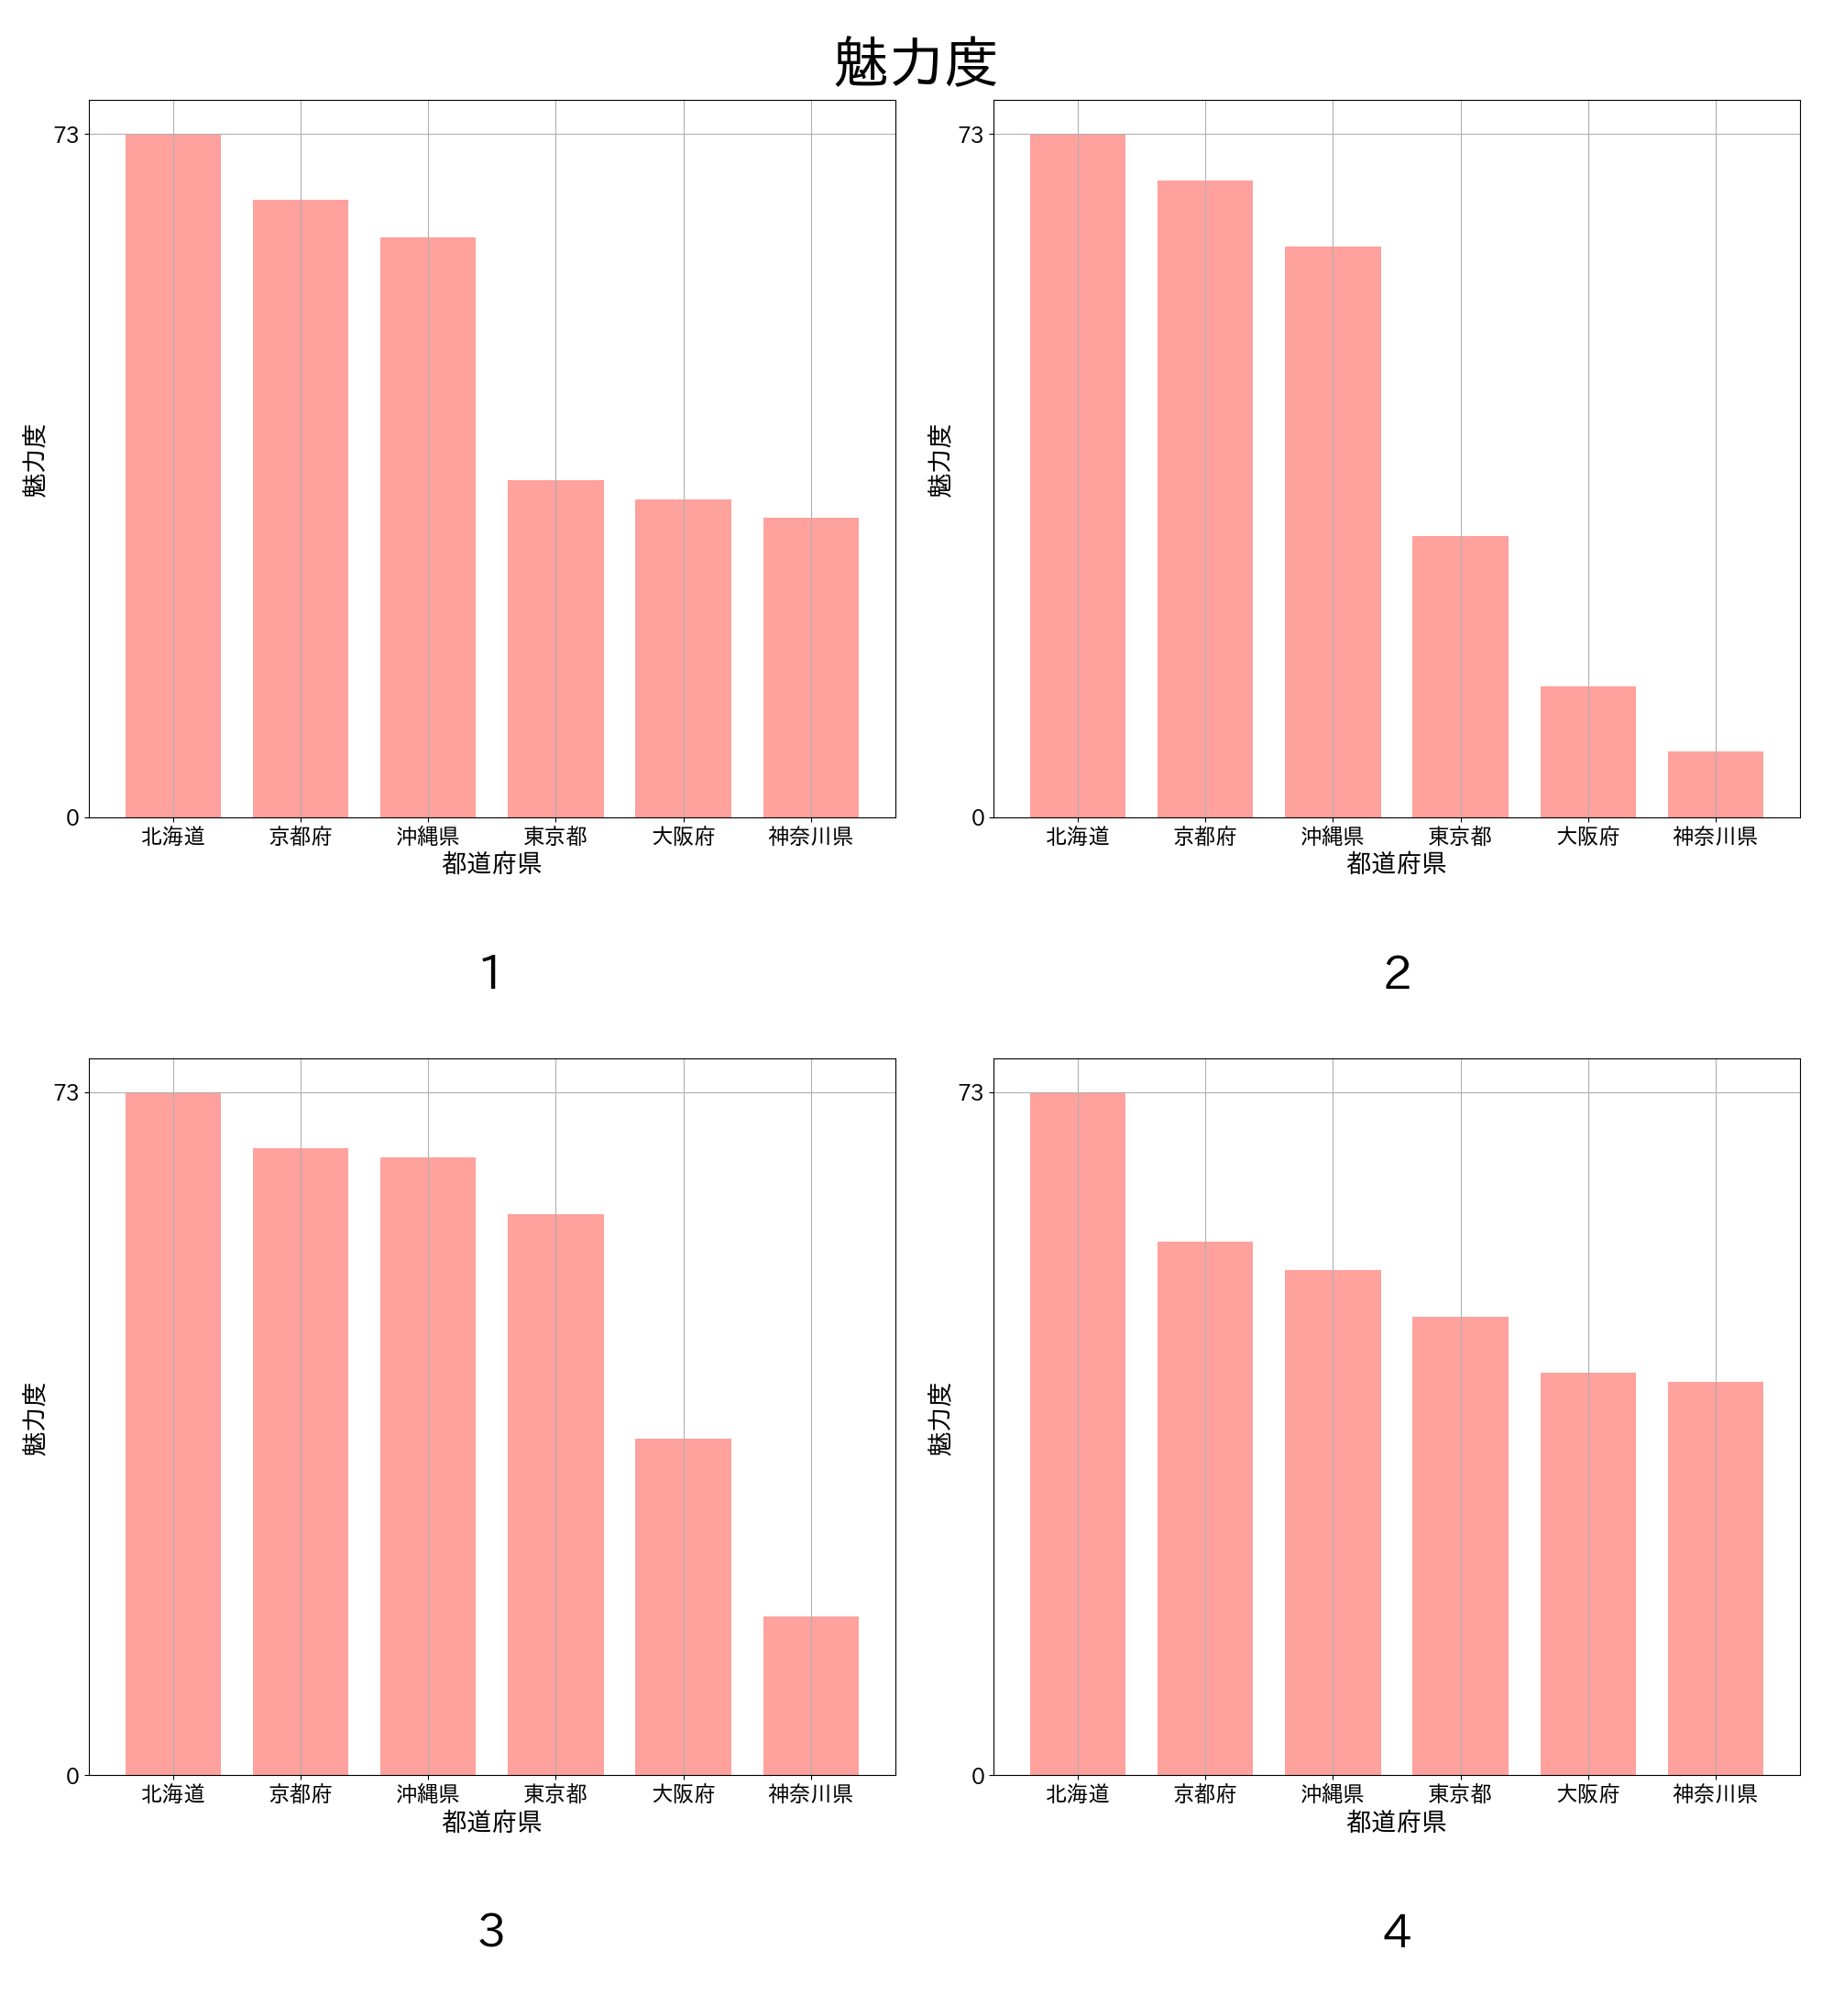 魅力度
73
0
魅力度
北海道 京都府 沖縄県 東京都 大阪府 神奈川県
都道府県
1
73
0
魅力度
北海道 京都府 沖縄県 東京都 大阪府 神奈川県
都道府県
2
73
0
魅力度
北海道 京都府 沖縄県 東京都 大阪府 神奈川県
都道府県
3
73
0
魅力度
北海道 京都府 沖縄県 東京都 大阪府 神奈川県
都道府県
4